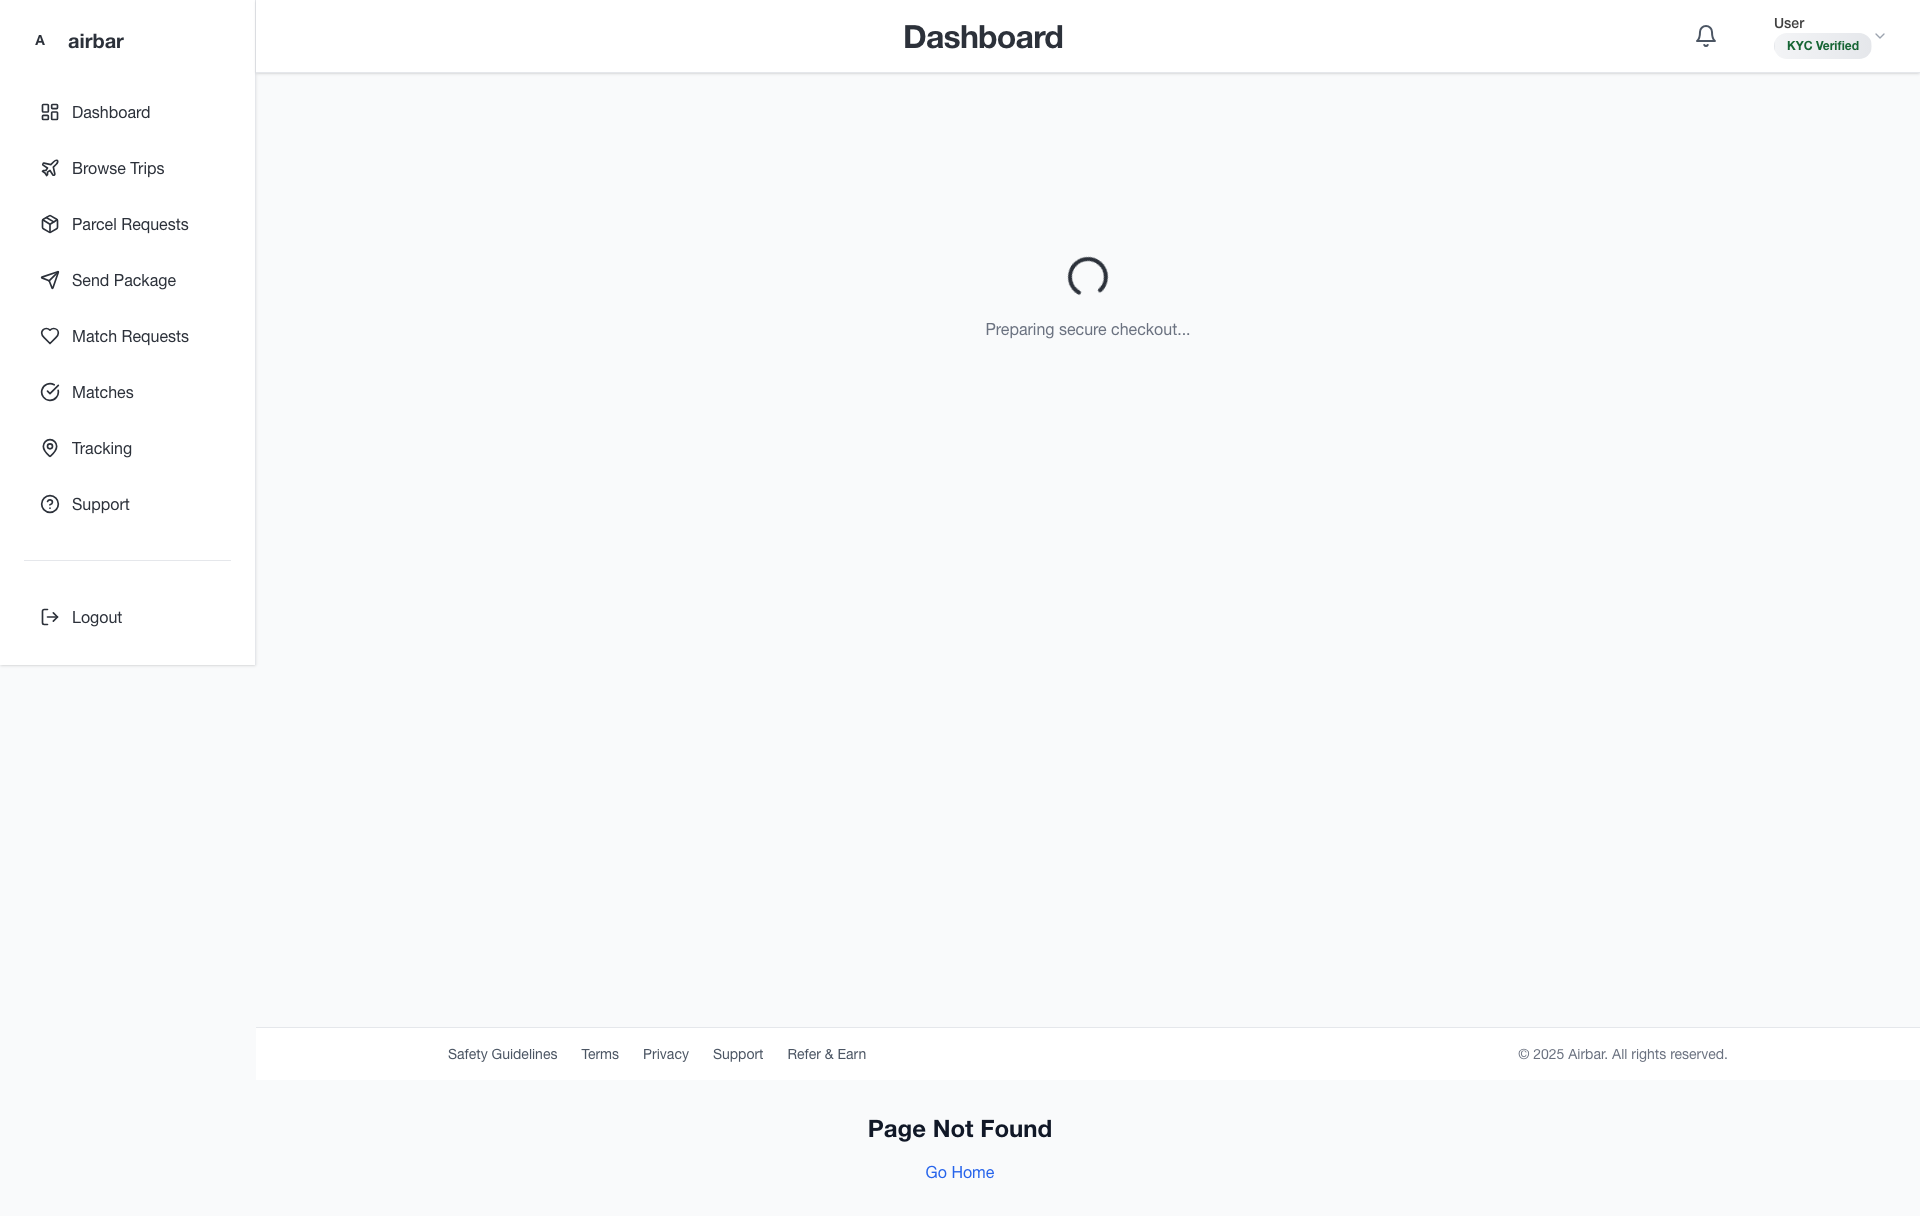 A airbar
Dashboard
User
KYC Verified
Dashboard
Browse Trips
Parcel Requests
Send Package
Match Requests
Matches
Tracking
Support
Logout
Preparing secure checkout...
Safety Guidelines Terms Privacy Support Refer & Earn © 2025 Airbar. All rights reserved.
Page Not Found
Go Home